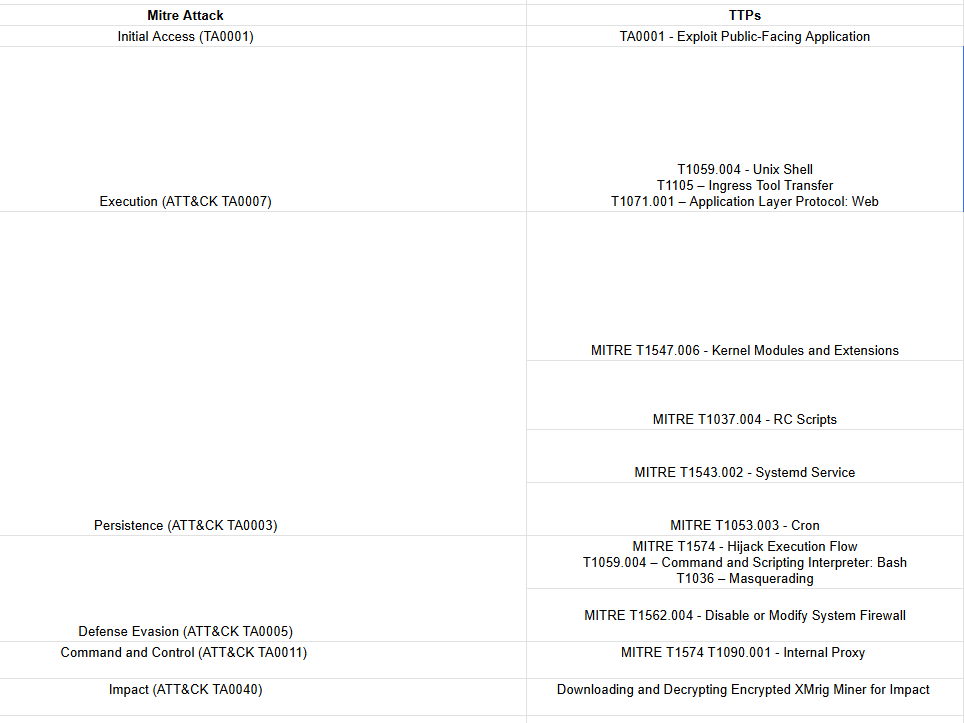 Mitre Attack
TTPs
Initial Access (TA0001)
TA0001 - Exploit Public-Facing Application
Execution (ATT&CK TA0007)
T1059.004 - Unix Shell
T1105 – Ingress Tool Transfer
T1071.001 – Application Layer Protocol: Web
Persistence (ATT&CK TA0003)
MITRE T1547.006 - Kernel Modules and Extensions
MITRE T1037.004 - RC Scripts
MITRE T1543.002 - Systemd Service
MITRE T1053.003 - Cron
Defense Evasion (ATT&CK TA0005)
MITRE T1574 - Hijack Execution Flow
T1059.004 – Command and Scripting Interpreter: Bash
T1036 – Masquerading
MITRE T1562.004 - Disable or Modify System Firewall
Command and Control (ATT&CK TA0011)
MITRE T1574 T1090.001 - Internal Proxy
Impact (ATT&CK TA0040)
Downloading and Decrypting Encrypted XMrig Miner for Impact